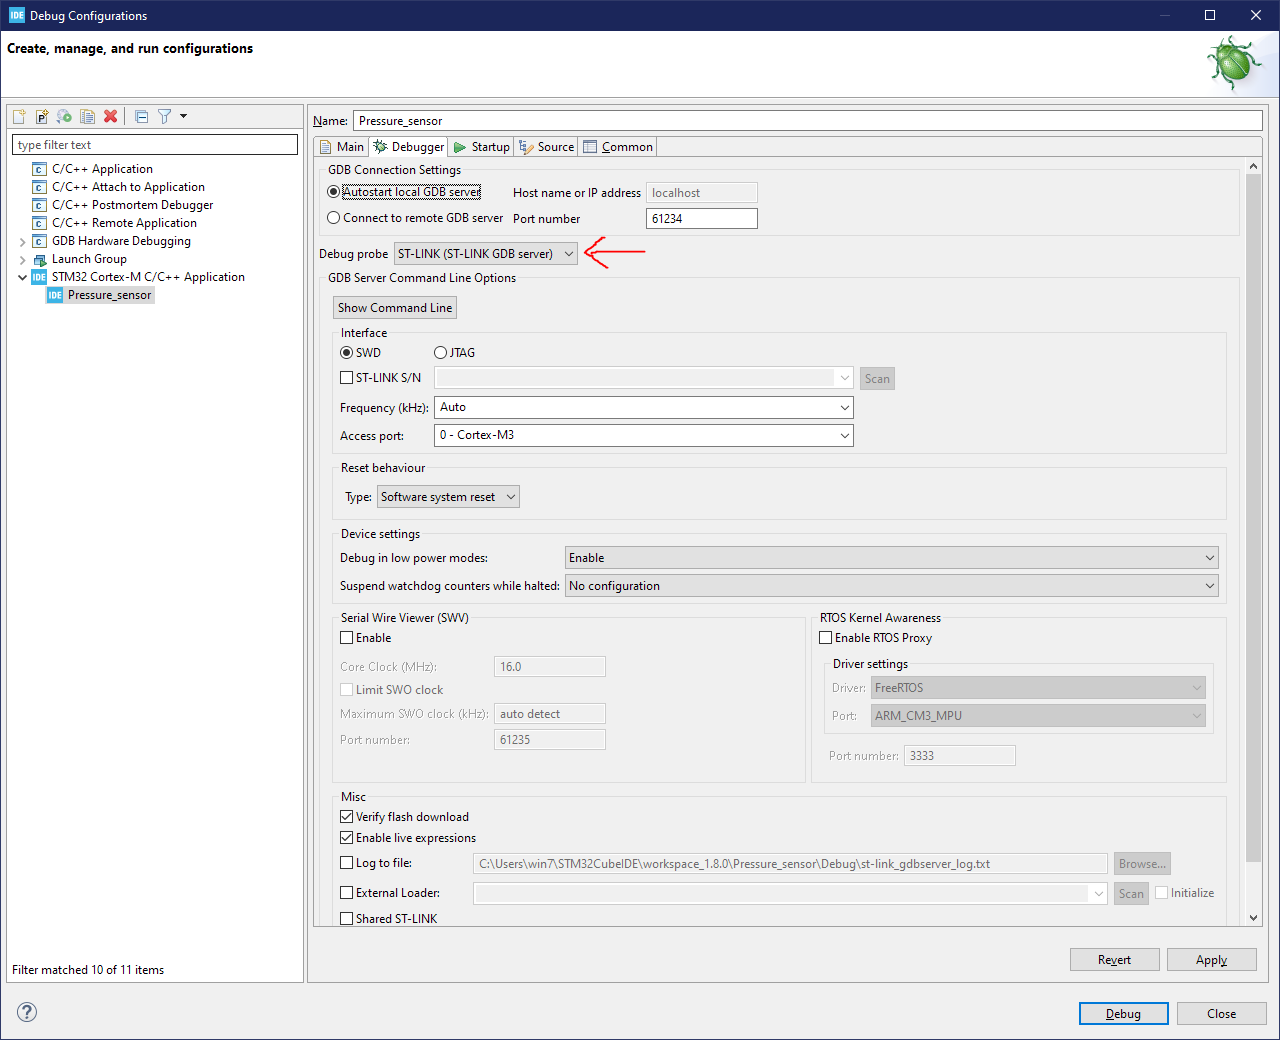 IDE Debug Configurations
Create, manage, and run configurations
type filter text
C/C++ Application
C/C++ Attach to Application
C/C++ Postmortem Debugger
C/C++ Remote Application
GDB Hardware Debugging
Launch Group
IDE STM32 Cortex-M C/C++ Application
IDE Pressure_sensor
Filter matched 10 of 11 items
Name: Pressure_sensor
Main Debugger Startup Source Common
GDB Connection Settings
Autostart local GDB server Host name or IP address localhost
Connect to remote GDB server Port number 61234
Debug probe ST-LINK (ST-LINK GDB server)
GDB Server Command Line Options
Show Command Line
Interface
SWD JTAG
ST-LINK S/N Scan
Frequency (kHz): Auto
Access port: 0 - Cortex-M3
Reset behaviour
Type: Software system reset
Device settings
Debug in low power modes: Enable
Suspend watchdog counters while halted: No configuration
Serial Wire Viewer (SWV)
Enable
Core Clock (MHz): 16.0
Limit SWO clock
Maximum SWO clock (kHz): auto detect
Port number: 61235
RTOS Kernel Awareness
Enable RTOS Proxy
Driver settings
Driver: FreeRTOS
Port: ARM_CM3_MPU
Port number: 3333
Misc
Verify flash download
Enable live expressions
Log to file: C:\Users\win7\STM32CubeIDE\workspace_1.8.0\Pressure_sensor\Debug\st-link_gdbserver_log.txt Browse...
External Loader: Scan Initialize
Shared ST-LINK
Revert Apply
Debug Close